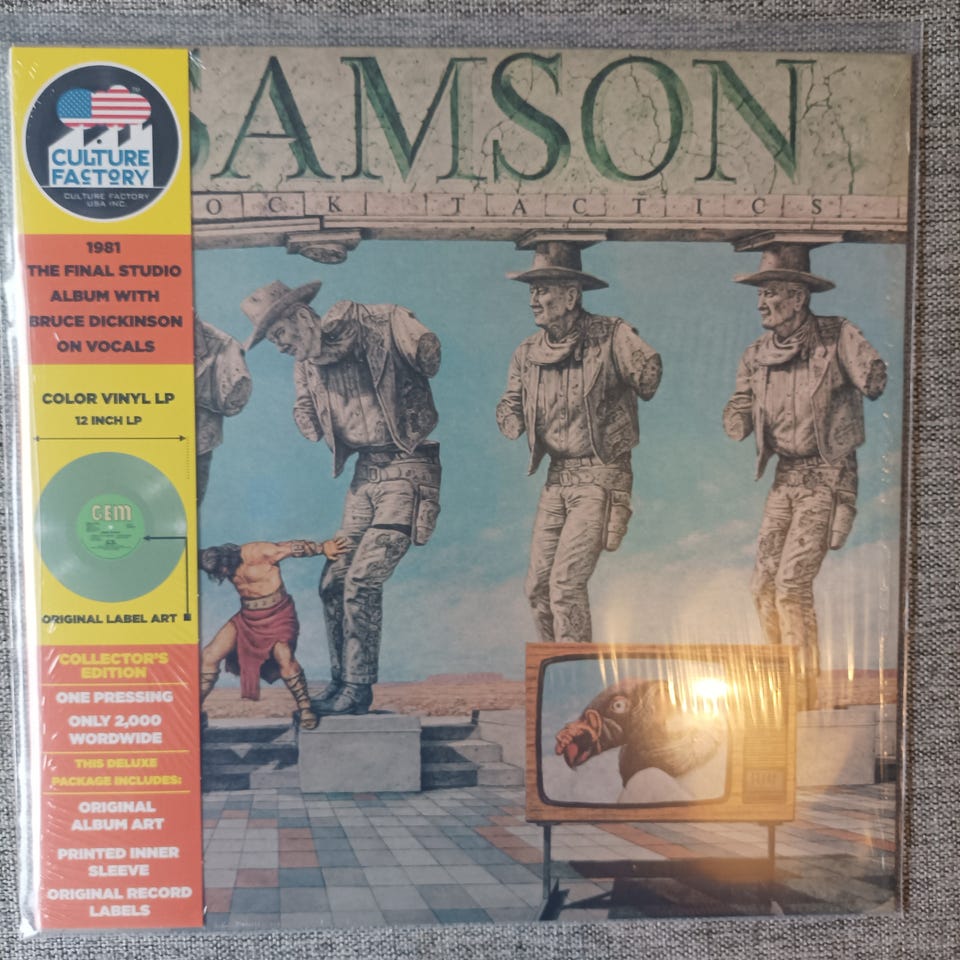 SAMSON
OCK TACTICS
™
CULTURE
FACTORY
CULTURE FACTORY
USA INC.
1981
THE FINAL STUDIO
ALBUM WITH
BRUCE DICKINSON
ON VOCALS
COLOR VINYL LP
12 INCH LP
GEM
ORIGINAL LABEL ART
COLLECTOR'S
EDITION
ONE PRESSING
ONLY 2,000
WORDWIDE
THIS DELUXE
PACKAGE INCLUDES:
ORIGINAL
ALBUM ART
PRINTED INNER
SLEEVE
ORIGINAL RECORD
LABELS